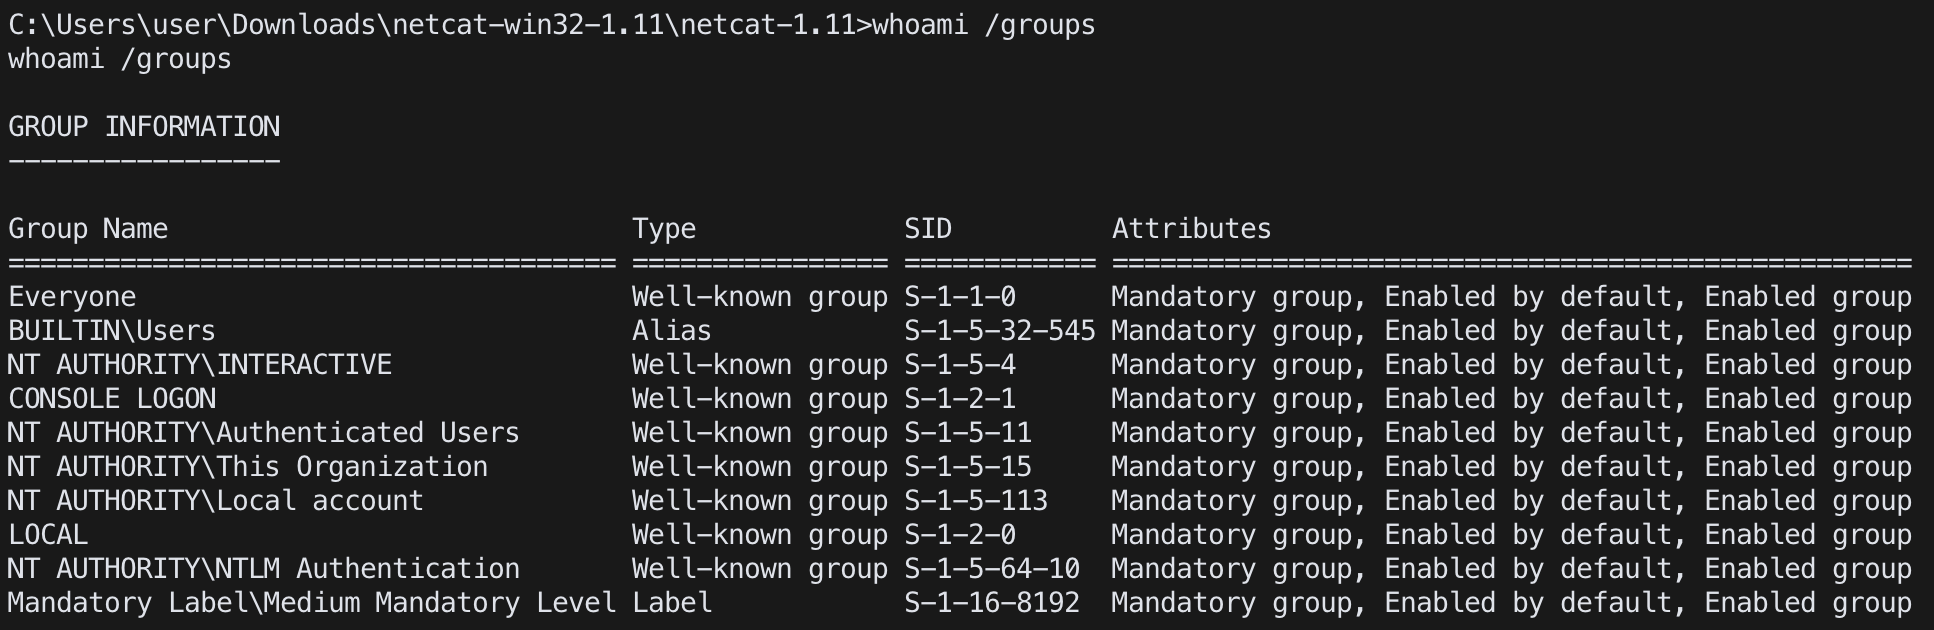 C:\Users\user\Downloads\netcat-win32-1.11\netcat-1.11>whoami /groups
whoami /groups
GROUP INFORMATION
-----------------
Group Name                             Type             SID          Attributes
====================================== ================ ============ ==================================================
Everyone                               Well-known group S-1-1-0      Mandatory group, Enabled by default, Enabled group
BUILTIN\Users                          Alias            S-1-5-32-545 Mandatory group, Enabled by default, Enabled group
NT AUTHORITY\INTERACTIVE               Well-known group S-1-5-4      Mandatory group, Enabled by default, Enabled group
CONSOLE LOGON                          Well-known group S-1-2-1      Mandatory group, Enabled by default, Enabled group
NT AUTHORITY\Authenticated Users       Well-known group S-1-5-11     Mandatory group, Enabled by default, Enabled group
NT AUTHORITY\This Organization         Well-known group S-1-5-15     Mandatory group, Enabled by default, Enabled group
NT AUTHORITY\Local account             Well-known group S-1-5-113    Mandatory group, Enabled by default, Enabled group
LOCAL                                  Well-known group S-1-2-0      Mandatory group, Enabled by default, Enabled group
NT AUTHORITY\NTLM Authentication       Well-known group S-1-5-64-10  Mandatory group, Enabled by default, Enabled group
Mandatory Label\Medium Mandatory Level Label            S-1-16-8192  Mandatory group, Enabled by default, Enabled group